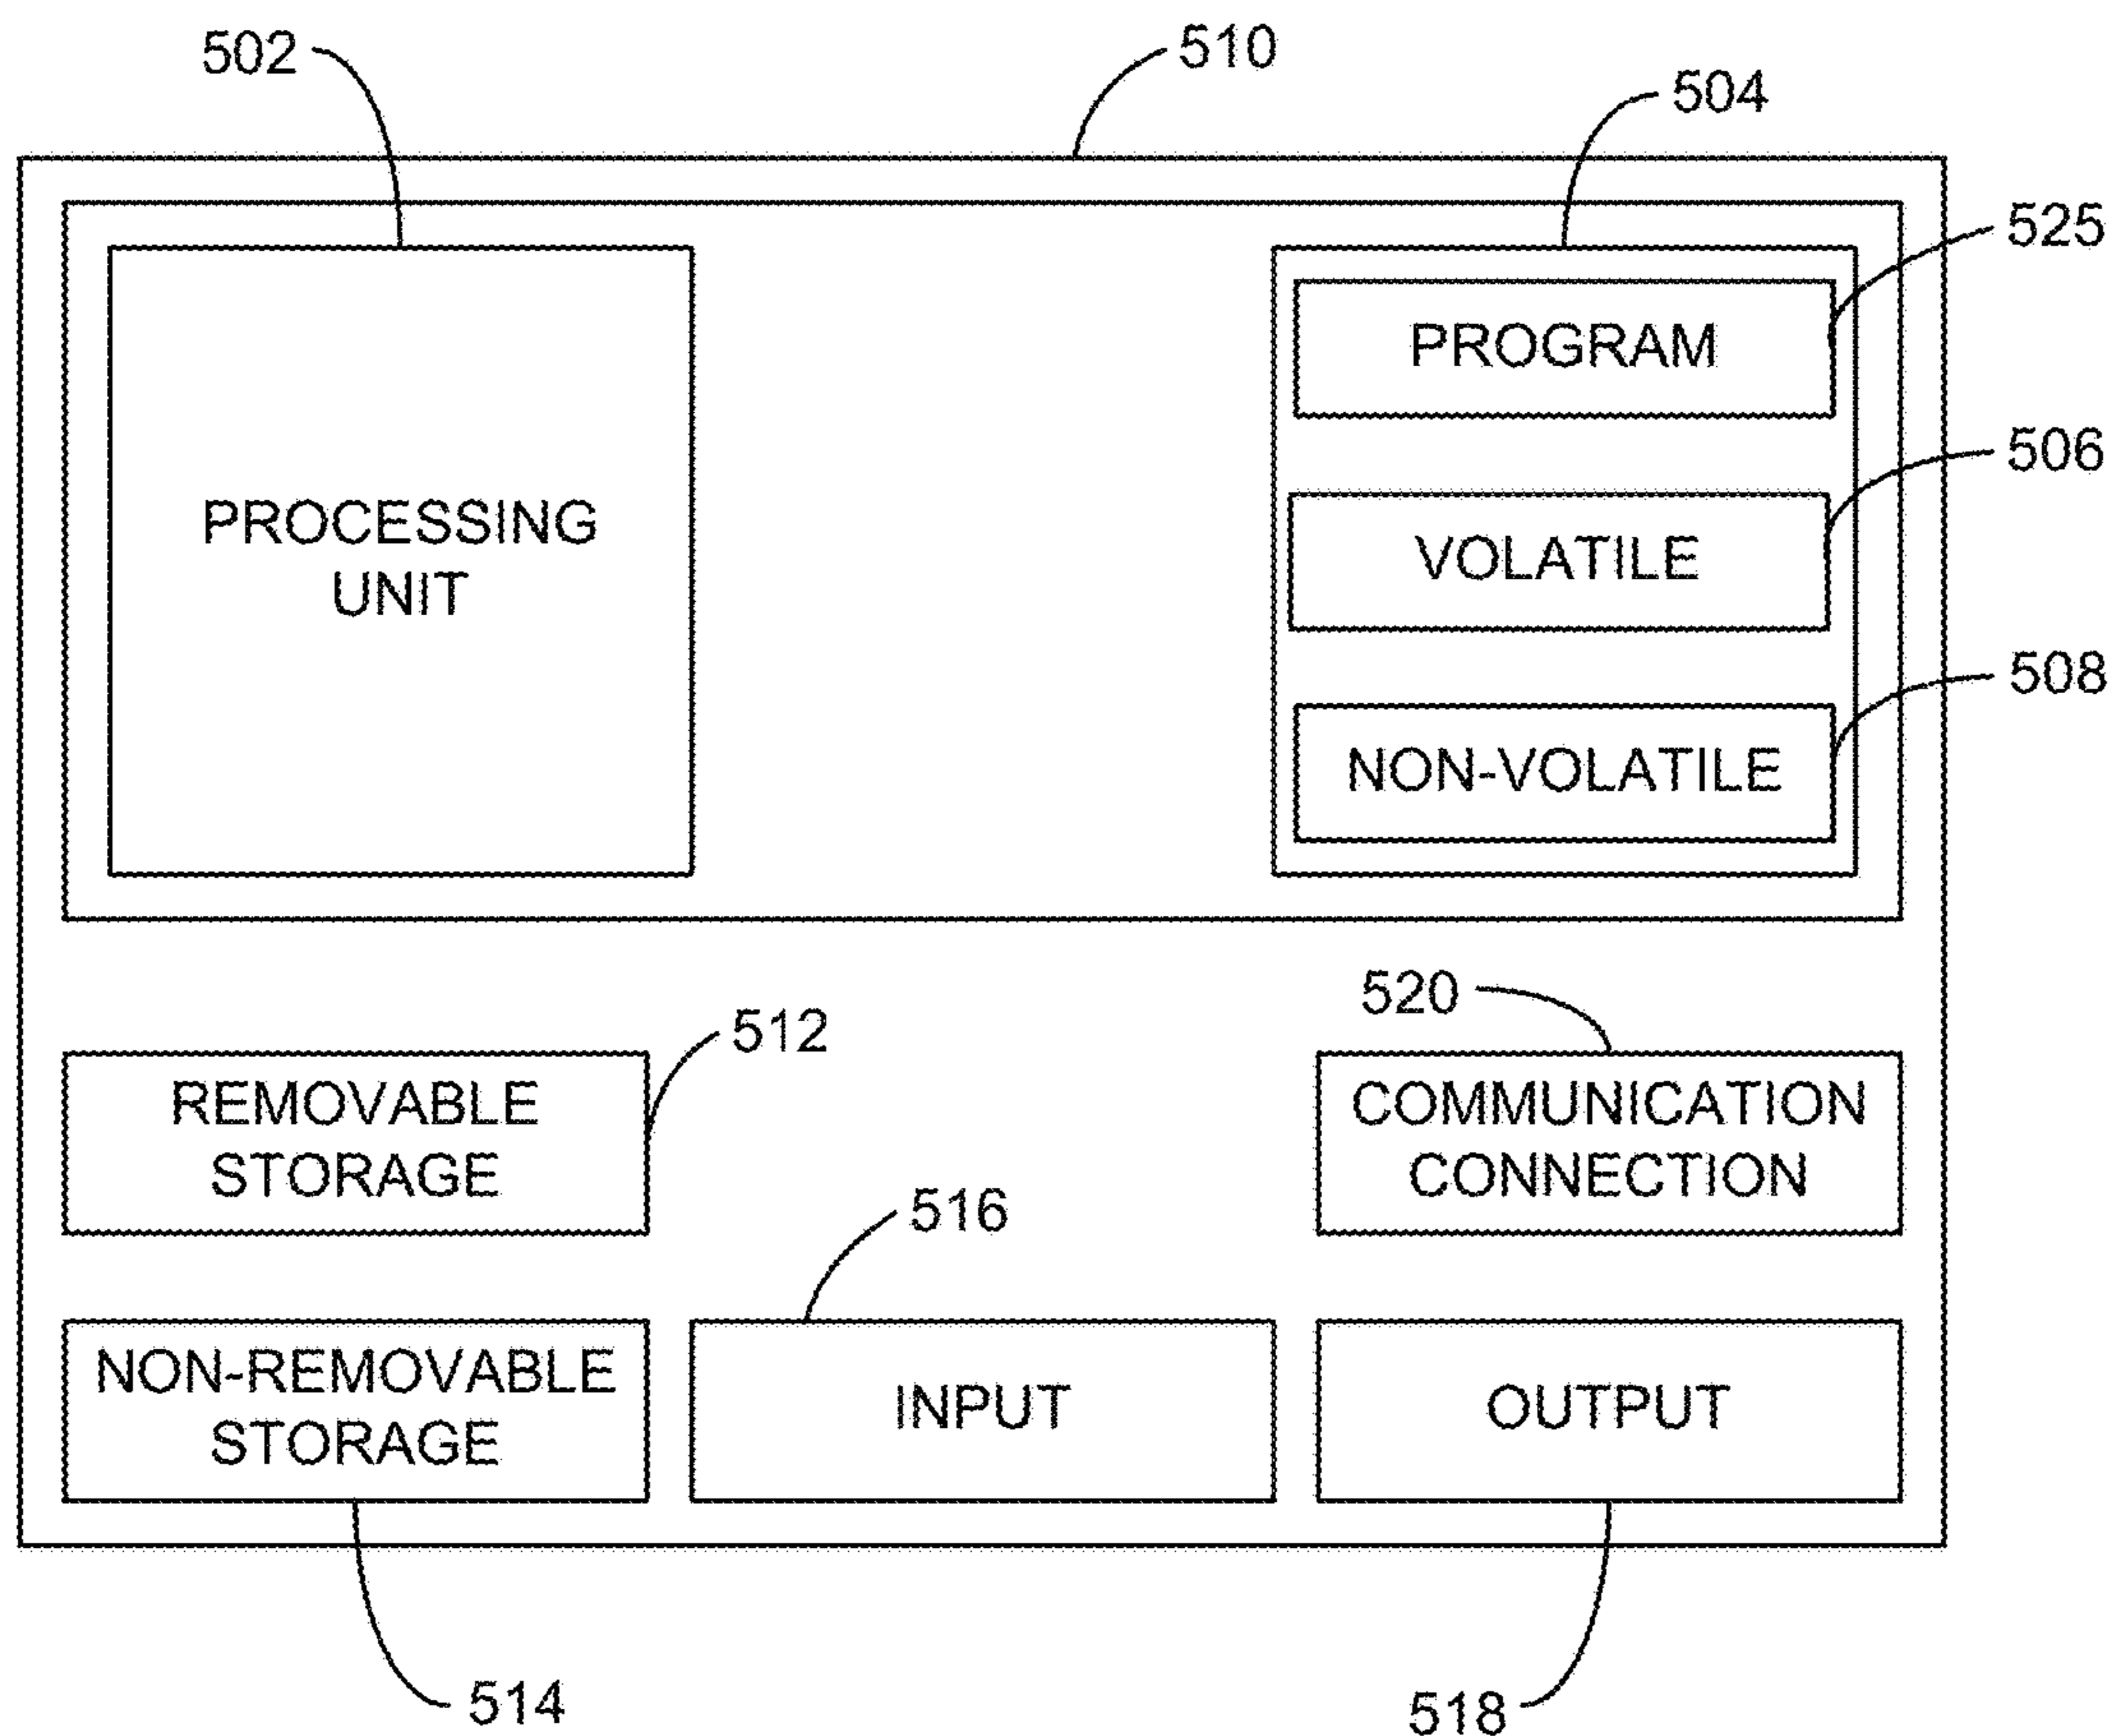 502
510
504
525
PROGRAM
506
PROCESSING
UNIT
VOLATILE
508
NON-VOLATILE
520
512
REMOVABLE
STORAGE
COMMUNICATION
CONNECTION
516
NON-REMOVABLE
STORAGE
INPUT
OUTPUT
514
518